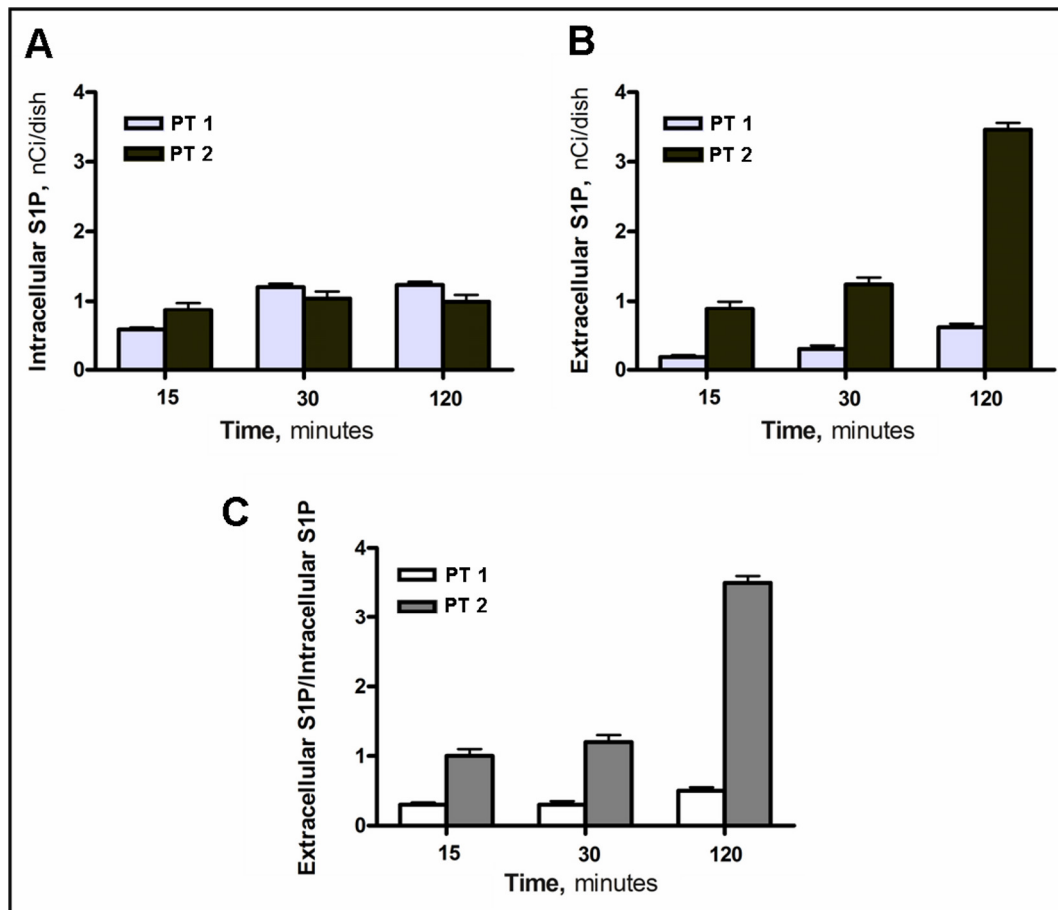 A
Intracellular S1P, nCi/dish
4
3
2
1
0
PT 1
PT 2
15 30 120
Time, minutes
B
Extracellular S1P, nCi/dish
4
3
2
1
0
PT 1
PT 2
15 30 120
Time, minutes
C
Extracellular S1P/Intracellular S1P
4
3
2
1
0
PT 1
PT 2
15 30 120
Time, minutes